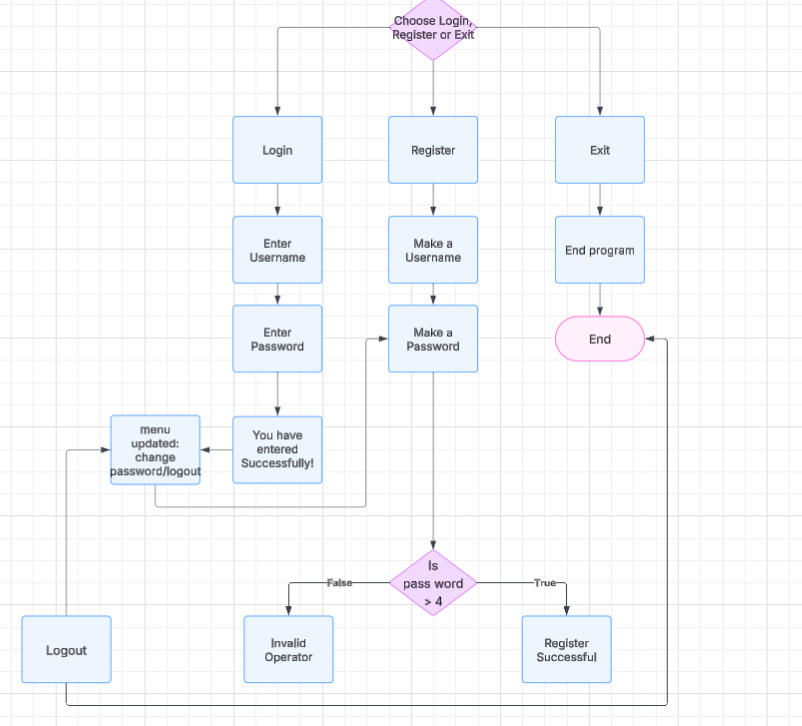 Choose Login,
Register or Exit
Login
Register
Exit
Enter
Username
Make a
Username
End program
Enter
Password
Make a
Password
End
menu
updated:
change
password/logout
You have
entered
Successfully!
Is
pass word
> 4
False
True
Logout
Invalid
Operator
Register
Successful